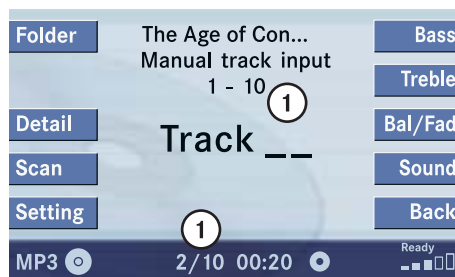 Folder
The Age of Con...
Bass
Manual track input
1 - 10
Treble
1
Detail
Track _ _
Bal/Fad
Scan
Sound
Setting
1
Back
MP3
2/10 00:20
Ready